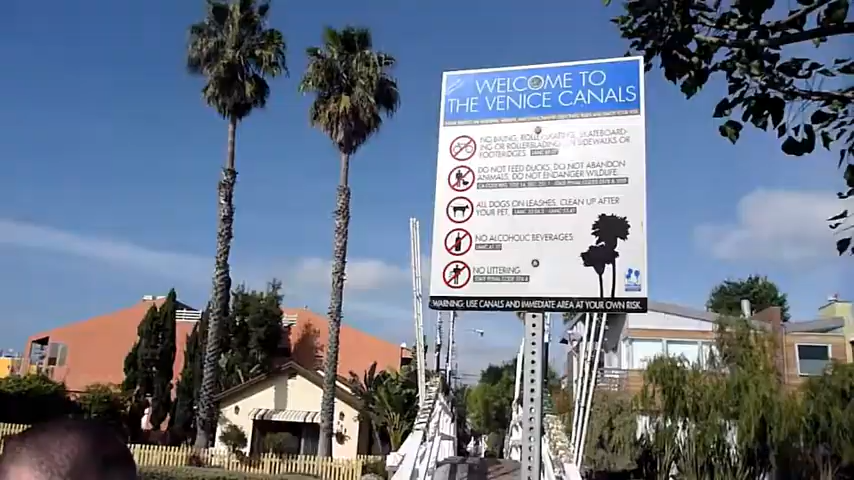 WELCOME TO
THE VENICE CANALS
NO BIKING, ROLLERSKATING, SKATEBOARD-
ING OR ROLLERBLADING ON SIDEWALKS OR
FOOTBRIDGES.
DO NOT FEED DUCKS, DO NOT ABANDON
ANIMALS, DO NOT ENDANGER WILDLIFE.
ALL DOGS ON LEASHES, CLEAN UP AFTER
YOUR PET.
NO ALCOHOLIC BEVERAGES.
NO LITTERING.
WARNING: USE CANALS AND IMMEDIATE AREA AT YOUR OWN RISK.